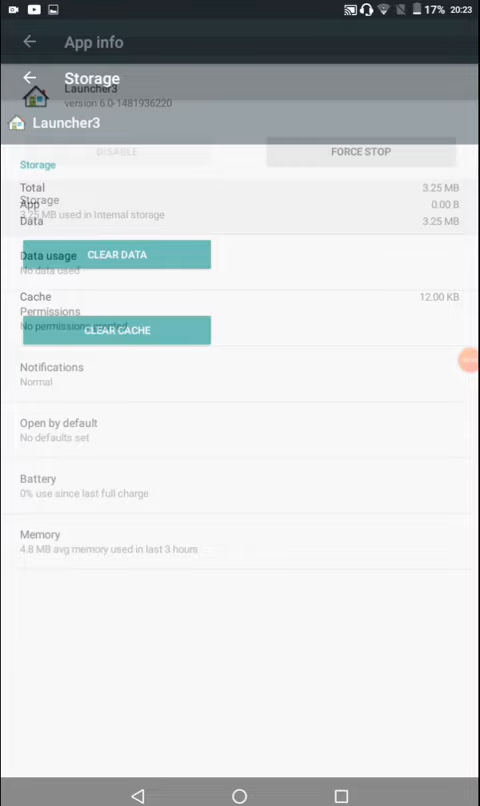 17% 20:23
App info
Storage
Launcher3
version 6.0-1481936220
Launcher3
DISABLE FORCE STOP
Storage
Total 3.25 MB
Storage
App 0.00 B
3.25 MB used in Internal storage
Data 3.25 MB
Data usage
CLEAR DATA
No data used
Cache 12.00 KB
Permissions
No permissions granted
CLEAR CACHE
Notifications
Normal
Open by default
No defaults set
Battery
0% use since last full charge
Memory
4.8 MB avg memory used in last 3 hours